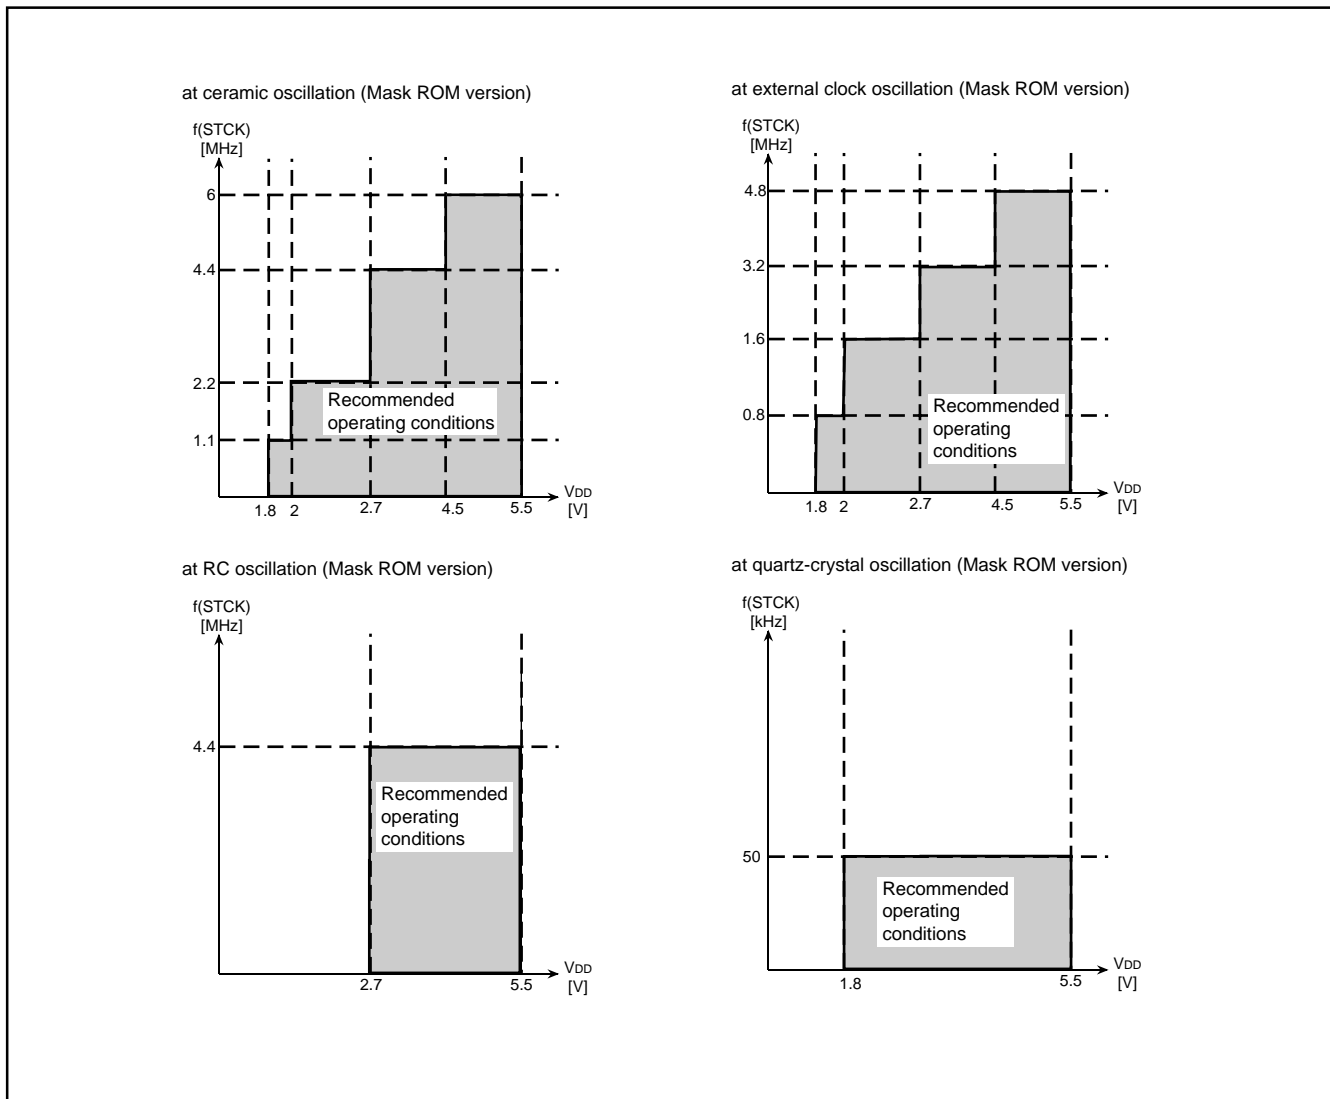 at ceramic oscillation (Mask ROM version)
f(STCK)
[MHz]
6
4.4
2.2
1.1
Recommended
operating conditions
1.8 2 2.7 4.5 5.5
VDD
[V]
at external clock oscillation (Mask ROM version)
f(STCK)
[MHz]
4.8
3.2
1.6
0.8
Recommended
operating
conditions
1.8 2 2.7 4.5 5.5
VDD
[V]
at RC oscillation (Mask ROM version)
f(STCK)
[MHz]
4.4
Recommended
operating
conditions
2.7 5.5
VDD
[V]
at quartz-crystal oscillation (Mask ROM version)
f(STCK)
[kHz]
50
Recommended
operating
conditions
1.8 5.5
VDD
[V]